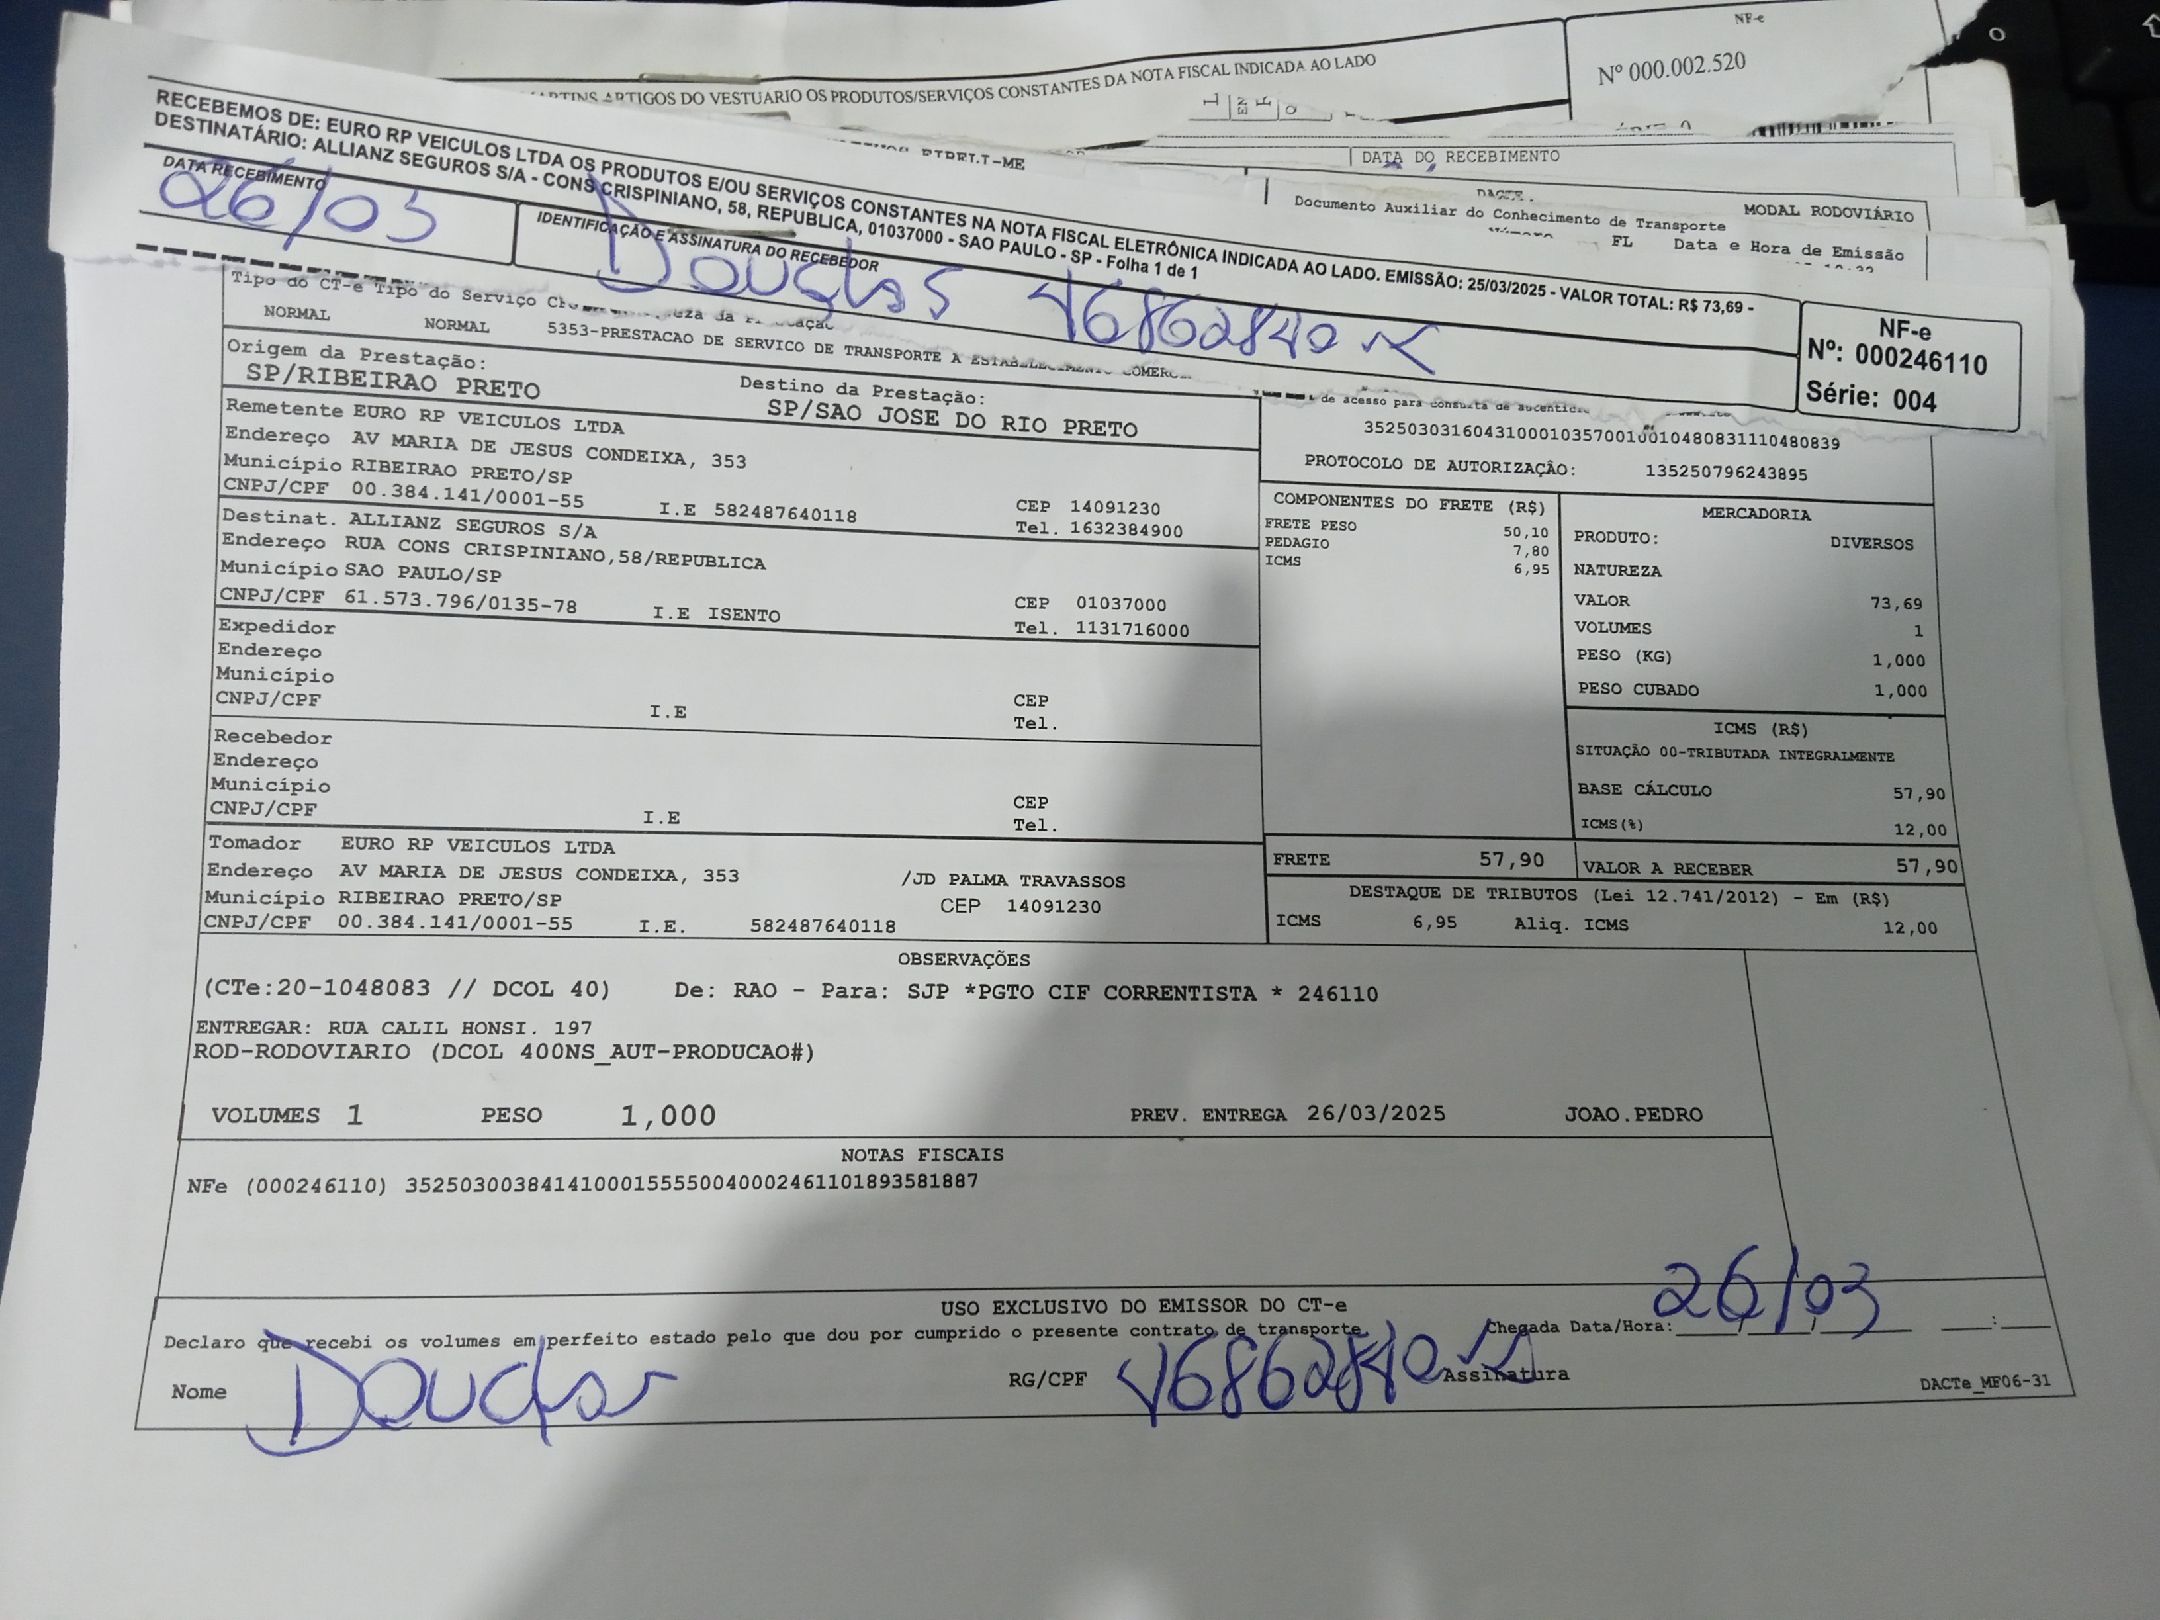 NF-e
Nº 000.002.520
ARTIGOS DO VESTUARIO OS PRODUTOS/SERVIÇOS CONSTANTES DA NOTA FISCAL INDICADA AO LADO
DATA DO RECEBIMENTO
RECEBEMOS DE: EURO RP VEICULOS LTDA OS PRODUTOS E/OU SERVIÇOS CONSTANTES NA NOTA FISCAL ELETRÔNICA INDICADA AO LADO. EMISSÃO: 25/03/2025 - VALOR TOTAL: R$ 73,69 -
DESTINATÁRIO: ALLIANZ SEGUROS S/A - CONS CRISPINIANO, 58, REPUBLICA, 01037000 - SAO PAULO - SP - Folha 1 de 1
DATA RECEBIMENTO
26/03
IDENTIFICAÇÃO E ASSINATURA DO RECEBEDOR
Douglas
NF-e
Nº: 000246110
Série: 004
DACTE
MODAL RODOVIÁRIO
Documento Auxiliar do Conhecimento de Transporte
FL Data e Hora de Emissão
Tipo do CT-e Tipo do Serviço
NORMAL NORMAL 5353-PRESTACAO DE SERVICO DE TRANSPORTE A ESTABELECIMENTO
Origem da Prestação: Destino da Prestação:
SP/RIBEIRAO PRETO SP/SAO JOSE DO RIO PRETO
de acesso para consulta de
35250303160431000103570010010480831110480839
PROTOCOLO DE AUTORIZAÇÃO: 135250796243895
Remetente EURO RP VEICULOS LTDA
Endereço AV MARIA DE JESUS CONDEIXA, 353
Município RIBEIRAO PRETO/SP CEP 14091230
CNPJ/CPF 00.384.141/0001-55 I.E 582487640118 Tel. 1632384900
Destinat. ALLIANZ SEGUROS S/A
Endereço RUA CONS CRISPINIANO,58/REPUBLICA
Município SAO PAULO/SP CEP 01037000
CNPJ/CPF 61.573.796/0135-78 I.E ISENTO Tel. 1131716000
Expedidor
Endereço
Município CEP
CNPJ/CPF I.E Tel.
Recebedor
Endereço
Município CEP
CNPJ/CPF I.E Tel.
Tomador EURO RP VEICULOS LTDA
Endereço AV MARIA DE JESUS CONDEIXA, 353 /JD PALMA TRAVASSOS
Município RIBEIRAO PRETO/SP CEP 14091230
CNPJ/CPF 00.384.141/0001-55 I.E. 582487640118
COMPONENTES DO FRETE (R$)
FRETE PESO 50,10
PEDAGIO 7,80
ICMS 6,95
MERCADORIA
PRODUTO: DIVERSOS
NATUREZA
VALOR 73,69
VOLUMES 1
PESO (KG) 1,000
PESO CUBADO 1,000
ICMS (R$)
SITUAÇÃO 00-TRIBUTADA INTEGRALMENTE
BASE CÁLCULO 57,90
ICMS(%) 12,00
FRETE 57,90 VALOR A RECEBER 57,90
DESTAQUE DE TRIBUTOS (Lei 12.741/2012) - Em (R$)
ICMS 6,95 Aliq. ICMS 12,00
OBSERVAÇÕES
(CTe:20-1048083 // DCOL 40) De: RAO - Para: SJP *PGTO CIF CORRENTISTA * 246110
ENTREGAR: RUA CALIL HONSI. 197
ROD-RODOVIARIO (DCOL 400NS_AUT-PRODUCAO#)
VOLUMES 1 PESO 1,000 PREV. ENTREGA 26/03/2025 JOAO.PEDRO
NOTAS FISCAIS
NFe (000246110) 35250300384141000155550040002461101893581887
USO EXCLUSIVO DO EMISSOR DO CT-e
Declaro que recebi os volumes em perfeito estado pelo que dou por cumprido o presente contrato de transporte Chegada Data/Hora: 26/03
Nome Douglas RG/CPF Assinatura
DACTe_MF06-31